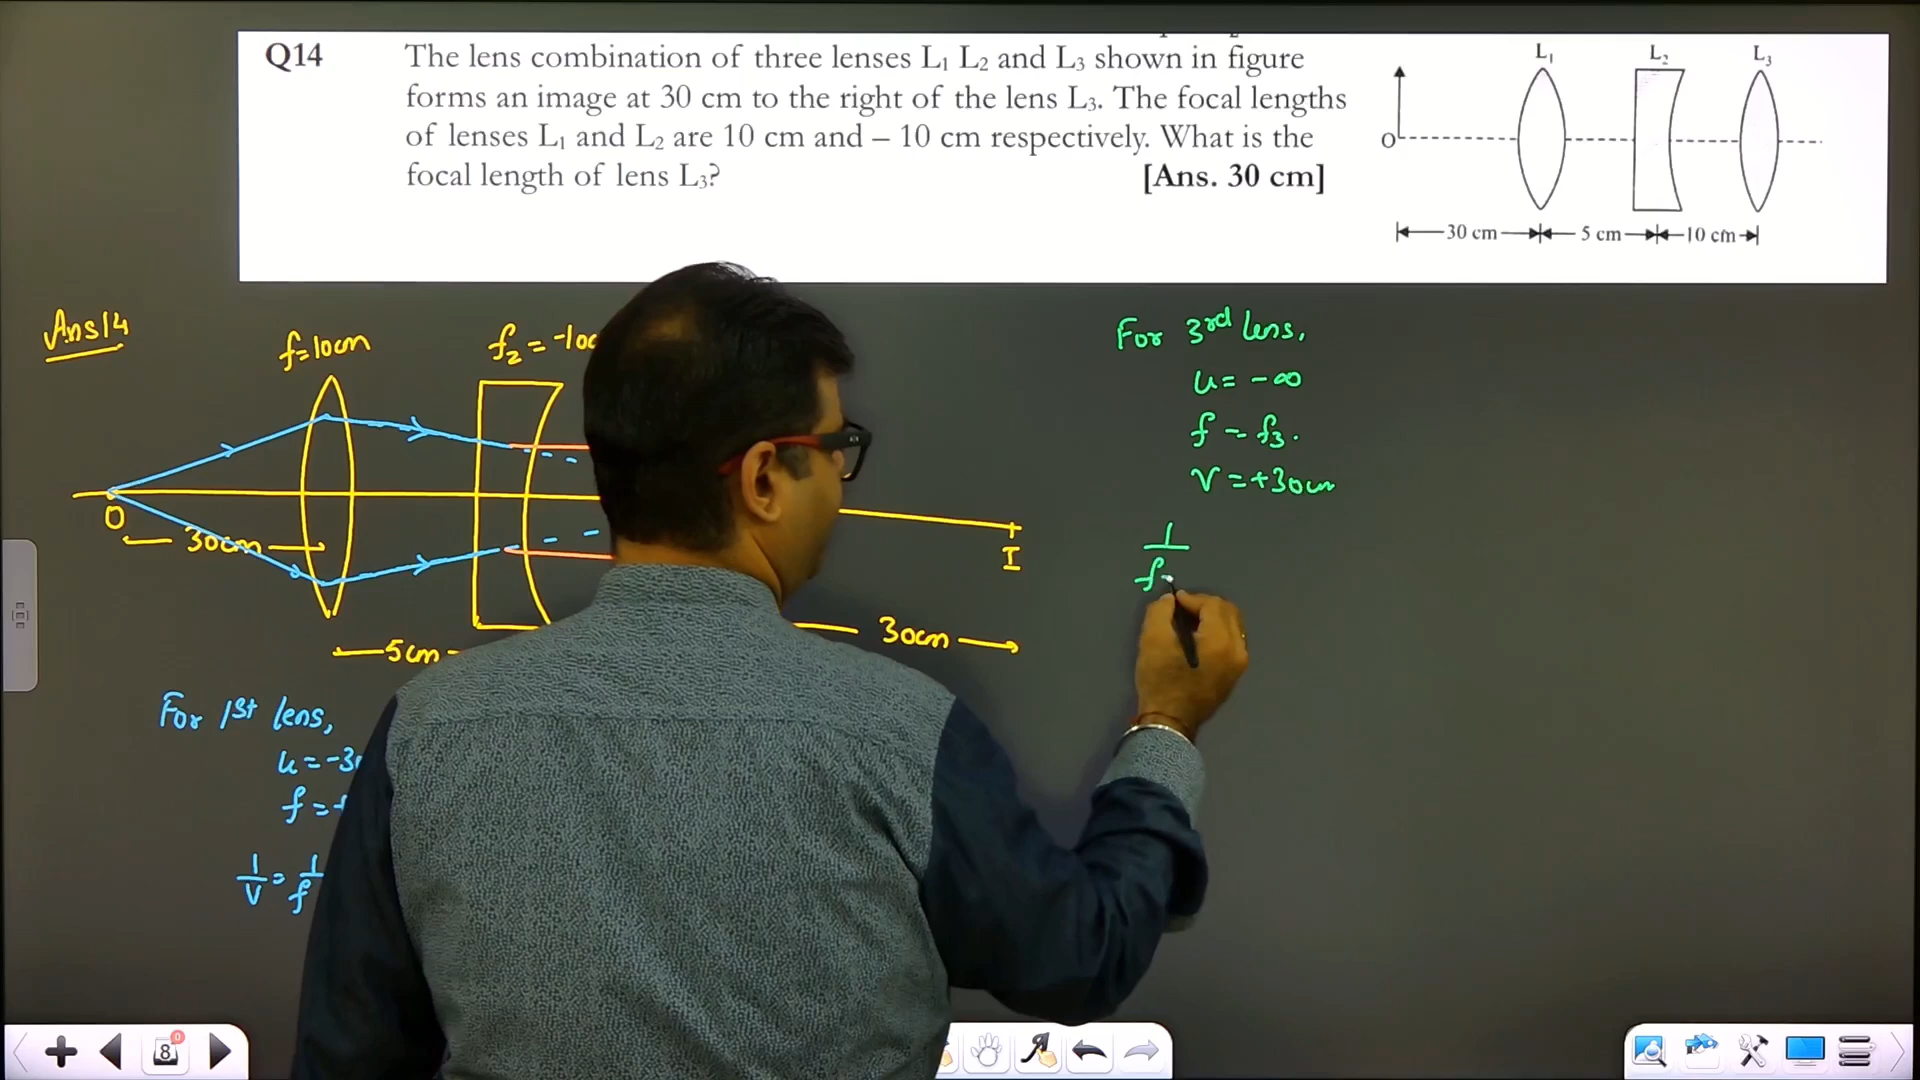 Q14 The lens combination of three lenses L₁ L₂ and L₃ shown in figure
forms an image at 30 cm to the right of the lens L₃. The focal lengths
of lenses L₁ and L₂ are 10 cm and – 10 cm respectively. What is the
focal length of lens L₃? [Ans. 30 cm]
L₁ L₂ L₃
O
30 cm 5 cm 10 cm
Ans14
f=10cm
f₂ = -10c
O
30cm
I
5cm
30cm
For 1st lens,
u = -3
f = +
1/v = 1/f
For 3rd lens,
u = -∞
f = f₃.
v = +30cm
1/f
8
0